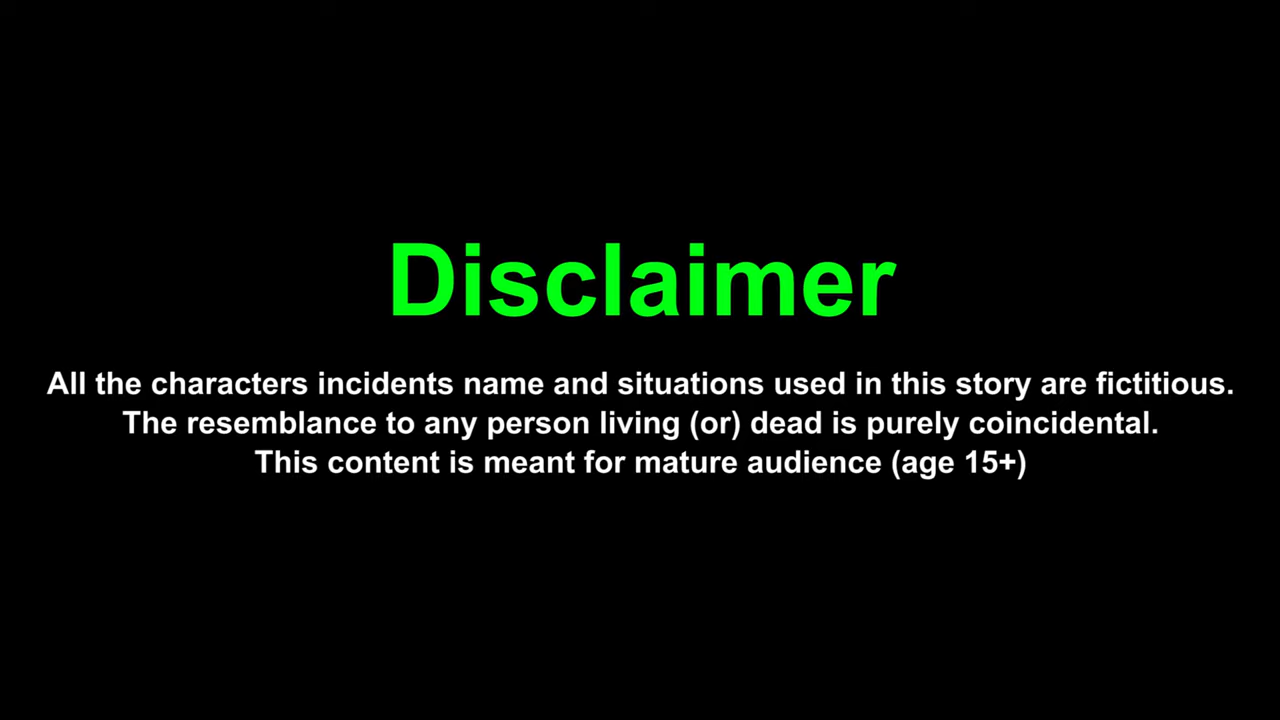 Disclaimer
All the characters incidents name and situations used in this story are fictitious.
The resemblance to any person living (or) dead is purely coincidental.
This content is meant for mature audience (age 15+)